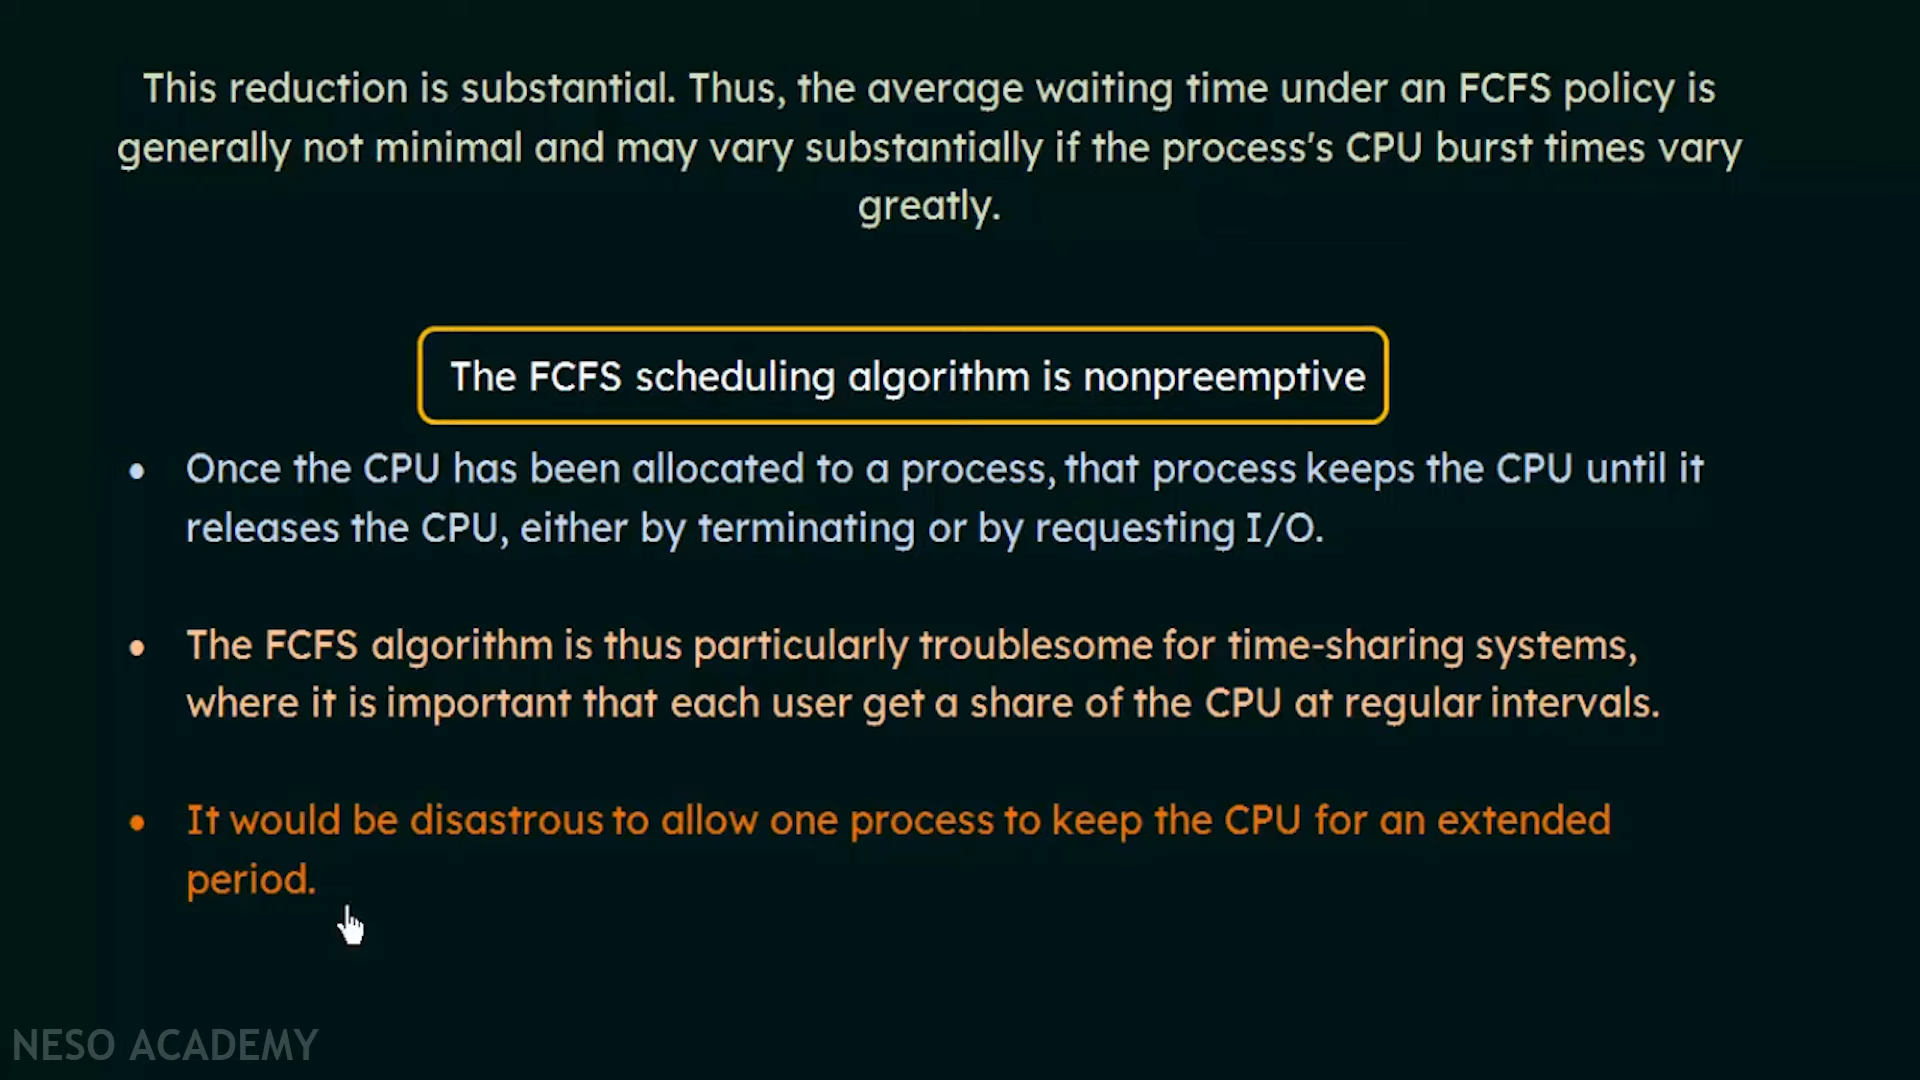 This reduction is substantial. Thus, the average waiting time under an FCFS policy is
generally not minimal and may vary substantially if the process's CPU burst times vary
greatly.
The FCFS scheduling algorithm is nonpreemptive
• Once the CPU has been allocated to a process, that process keeps the CPU until it
releases the CPU, either by terminating or by requesting I/O.
• The FCFS algorithm is thus particularly troublesome for time-sharing systems,
where it is important that each user get a share of the CPU at regular intervals.
• It would be disastrous to allow one process to keep the CPU for an extended
period.
NESO ACADEMY